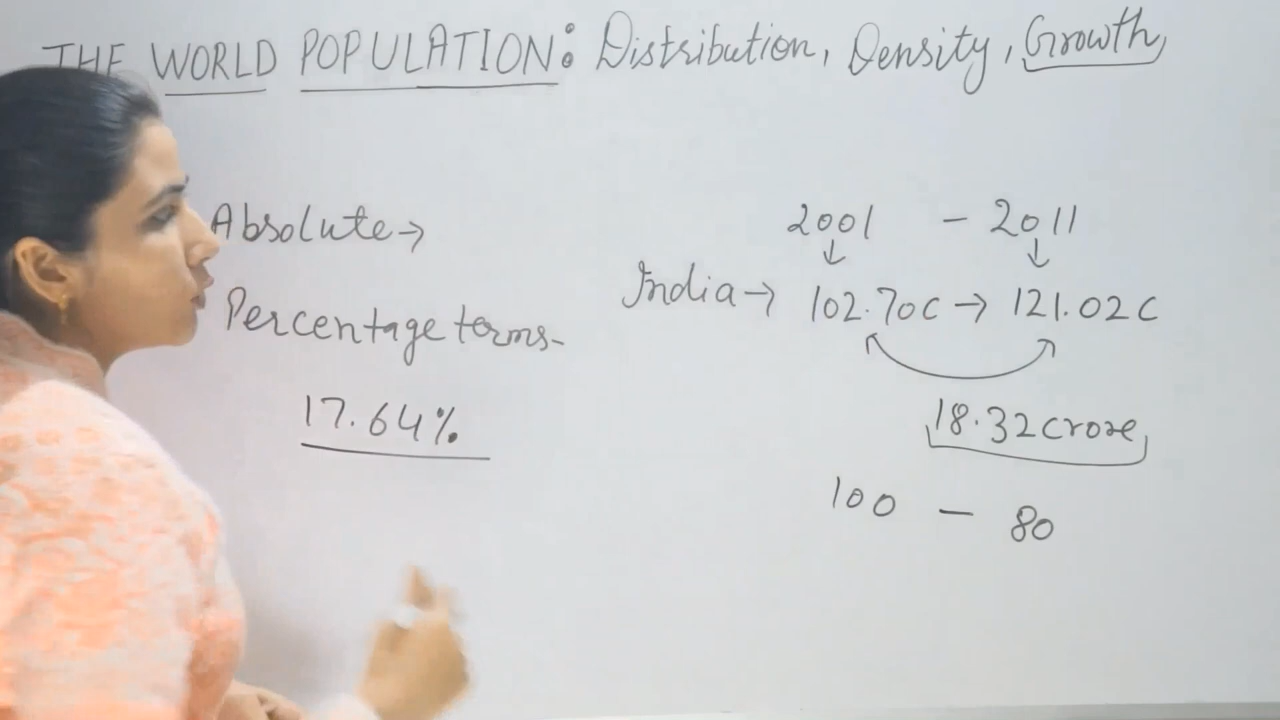 THE WORLD POPULATION: Distribution, Density, Growth,
Absolute →
Percentage terms-
17.64%
2001 - 2011
↓ ↓
India → 102.70C → 121.02C
18.32 crore
100 - 80